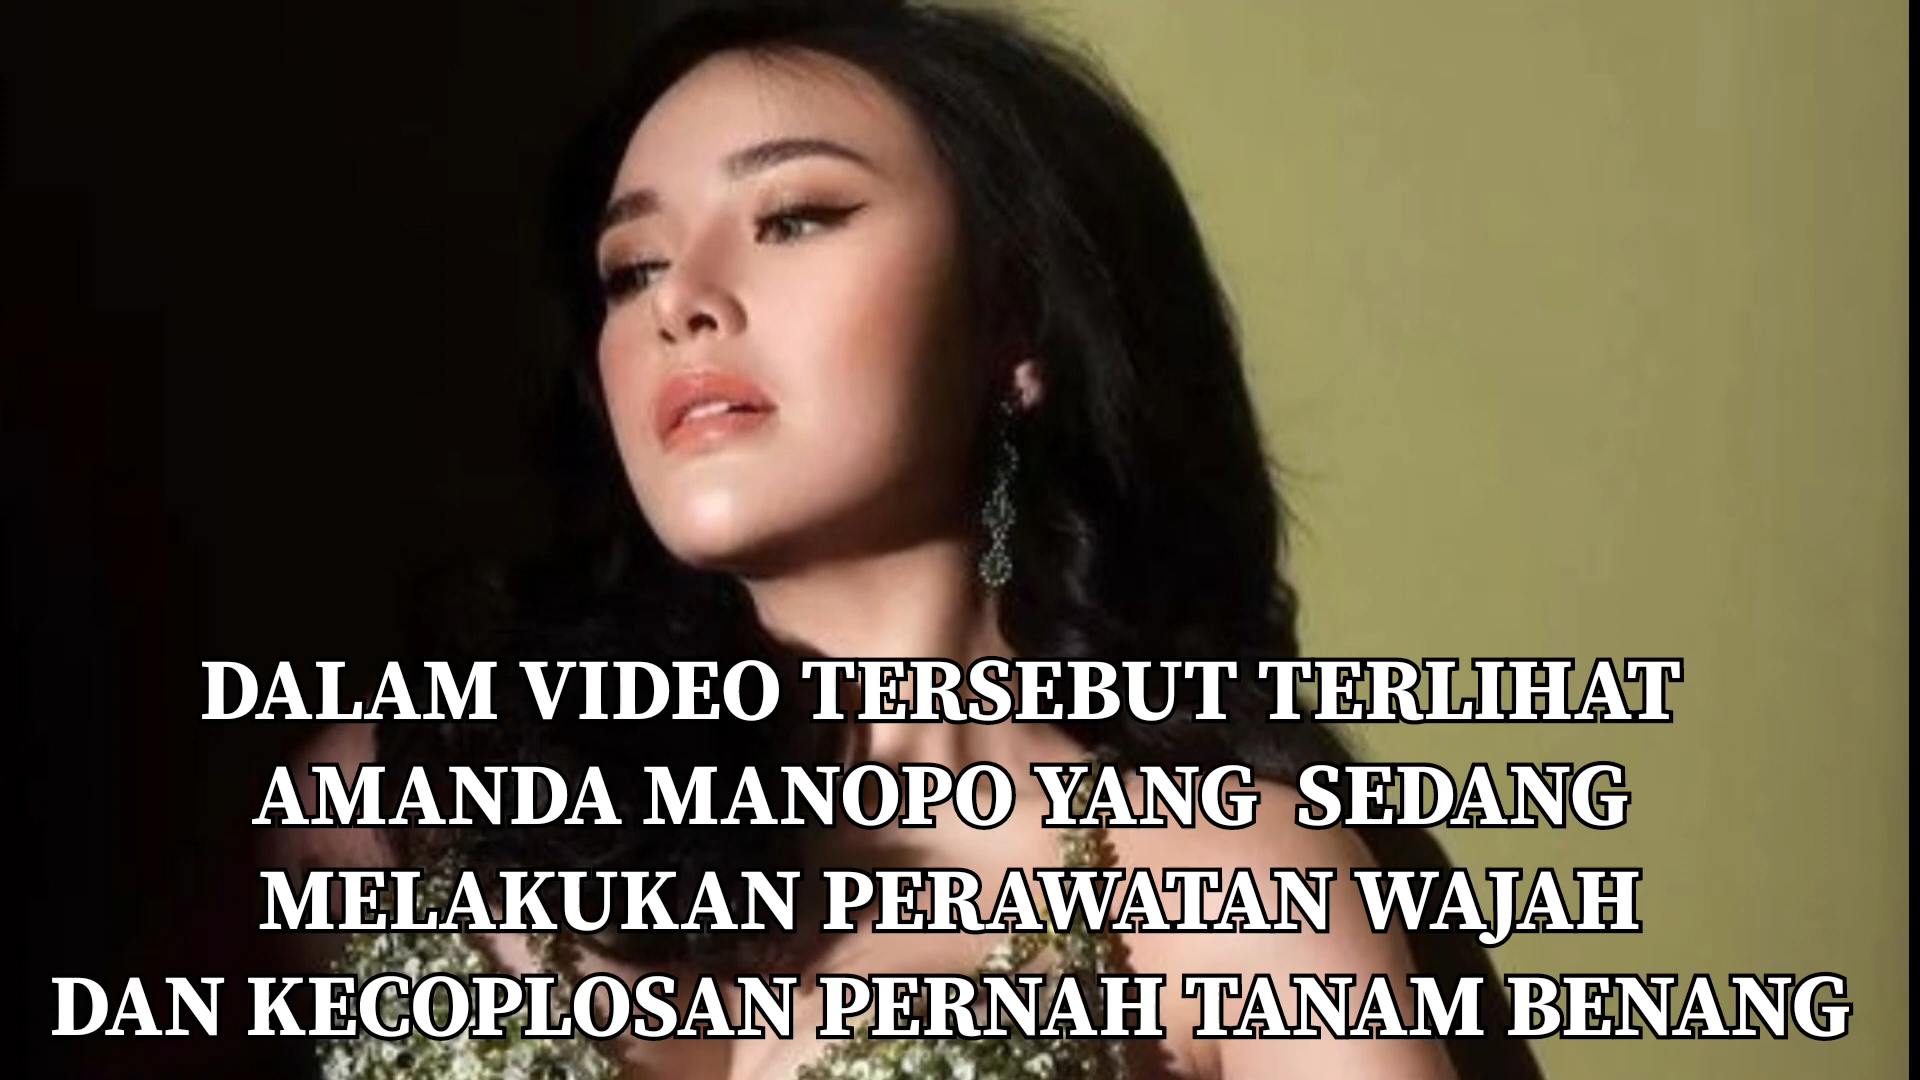 DALAM VIDEO TERSEBUT TERLIHAT
AMANDA MANOPO YANG SEDANG
MELAKUKAN PERAWATAN WAJAH
DAN KECOPLOSAN PERNAH TANAM BENANG